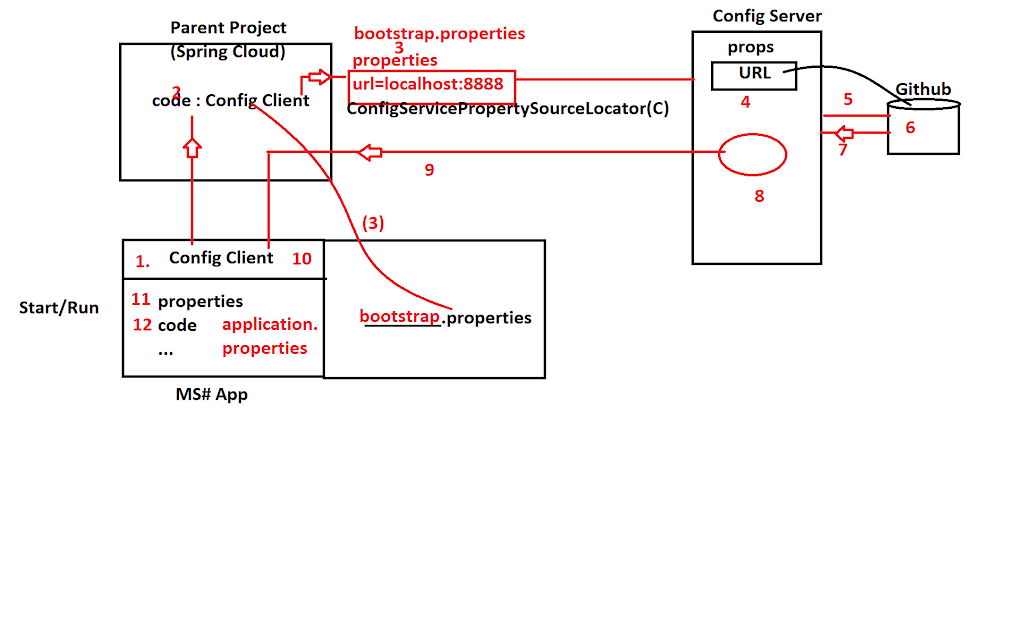 Parent Project
(Spring Cloud)
2
code : Config Client
bootstrap.properties
3
properties
url=localhost:8888
ConfigServicePropertySourceLocator(C)
Config Server
props
URL
4
5
Github
6
7
8
9
(3)
1.
Config Client
10
Start/Run
11 properties
12 code
application.
...
properties
bootstrap.properties
MS# App